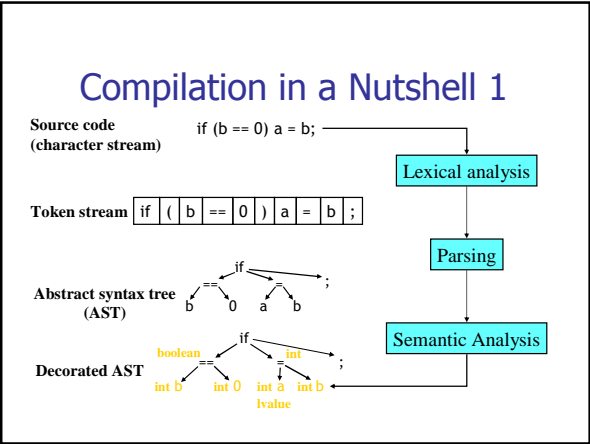 Compilation in a Nutshell 1
Source code
(character stream)
if (b == 0) a = b;
Lexical analysis
Token stream
if ( b == 0 ) a = b ;
Parsing
Abstract syntax tree
(AST)
if
== = ;
b 0 a b
Semantic Analysis
Decorated AST
if
boolean int
== = ;
int b int 0 int a int b
lvalue